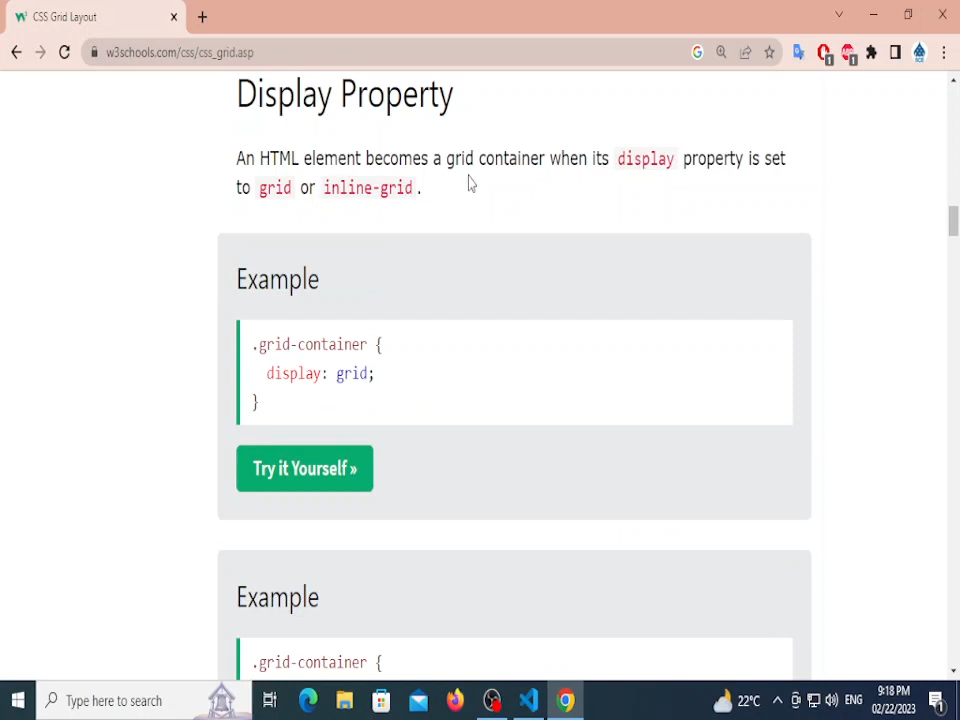 CSS Grid Layout
w3schools.com/css/css_grid.asp
Display Property
An HTML element becomes a grid container when its display property is set
to grid or inline-grid.
Example
.grid-container {
display: grid;
}
Try it Yourself »
Example
.grid-container {
Type here to search
22°C
ENG
9:18 PM
02/22/2023
1